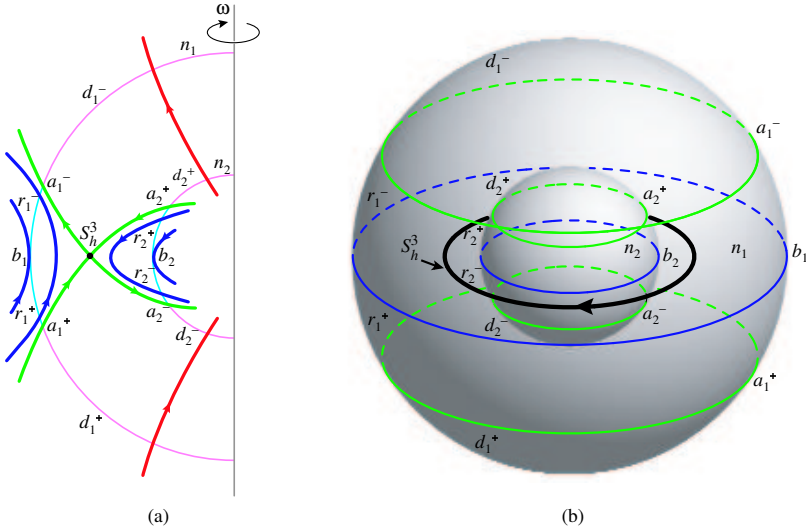 ω
n₁
d₁⁻
n₂
d₂⁺
a₁⁻
a₂⁺
r₁⁻
S³ₕ
r₂⁺
b₁
b₂
r₂⁻
r₁⁺
a₁⁺
a₂⁻
d₂⁻
d₁⁺
(a)
d₁⁻
a₁⁻
d₂⁺
a₂⁺
r₁⁻
r₂⁺
S³ₕ
n₂
b₂
n₁
b₁
r₂⁻
a₂⁻
r₁⁺
d₂⁻
a₁⁺
d₁⁺
(b)